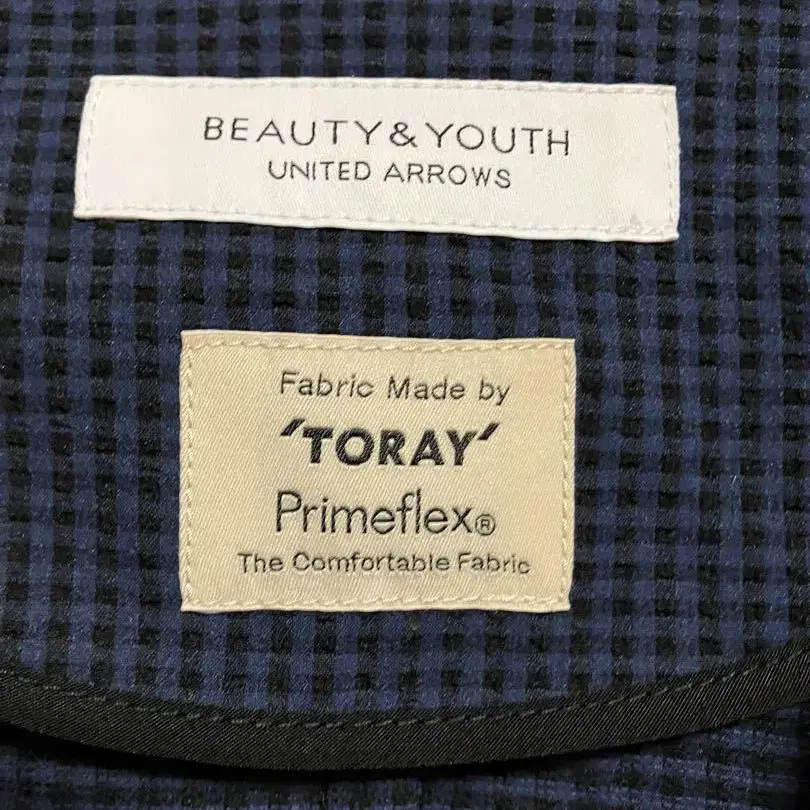 BEAUTY&YOUTH
UNITED ARROWS
Fabric Made by
'TORAY'
Primeflex®
The Comfortable Fabric